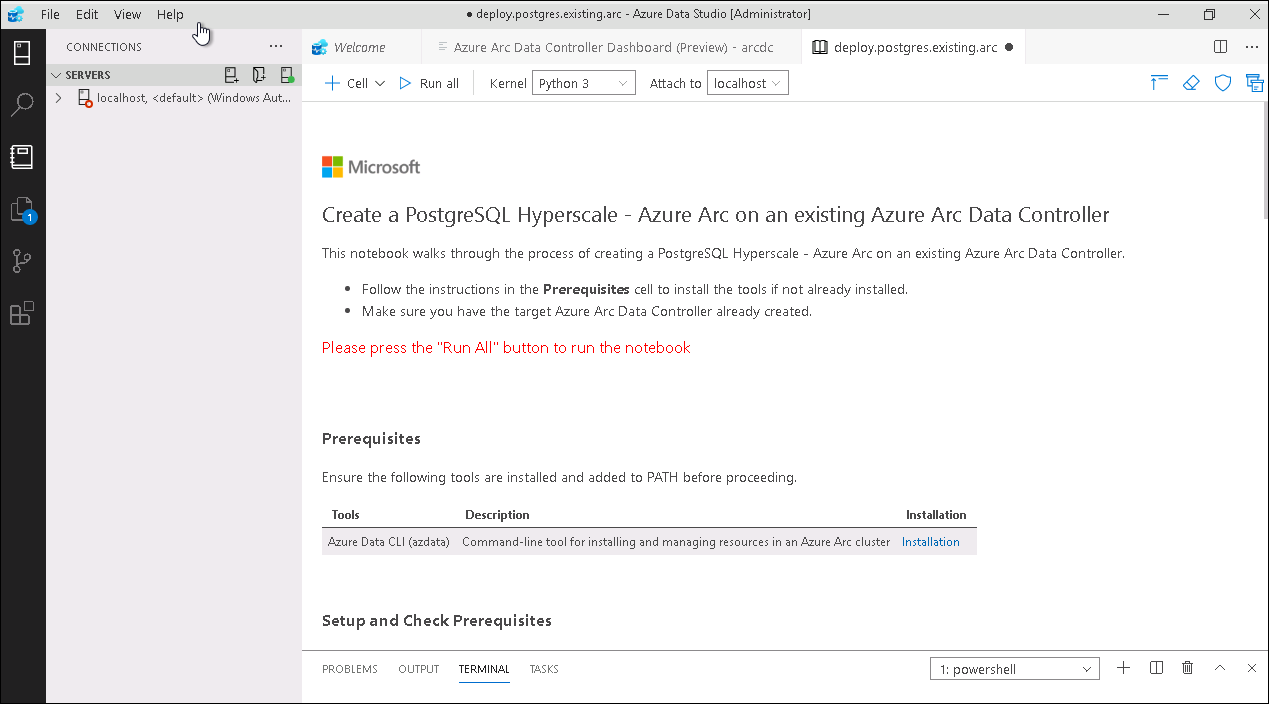 File Edit View Help
● deploy.postgres.existing.arc - Azure Data Studio [Administrator]
CONNECTIONS
Welcome
Azure Arc Data Controller Dashboard (Preview) - arcdc
deploy.postgres.existing.arc ●
SERVERS
localhost, <default> (Windows Aut...
Cell
Run all
Kernel
Python 3
Attach to
localhost
1
Microsoft
Create a PostgreSQL Hyperscale - Azure Arc on an existing Azure Arc Data Controller
This notebook walks through the process of creating a PostgreSQL Hyperscale - Azure Arc on an existing Azure Arc Data Controller.
• Follow the instructions in the Prerequisites cell to install the tools if not already installed.
• Make sure you have the target Azure Arc Data Controller already created.
Please press the "Run All" button to run the notebook
Prerequisites
Ensure the following tools are installed and added to PATH before proceeding.
Tools Description Installation
Azure Data CLI (azdata) Command-line tool for installing and managing resources in an Azure Arc cluster Installation
Setup and Check Prerequisites
PROBLEMS OUTPUT TERMINAL TASKS
1: powershell